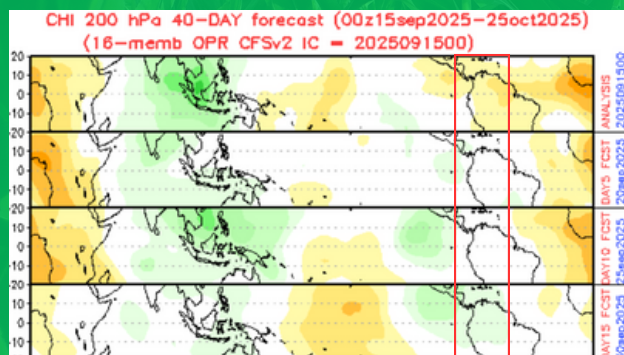 CHI 200 hPa 40-DAY forecast (00z15sep2025-25oct2025)
(16-memb OPR CFSv2 IC = 2025091500)
20
10
0
-10
ANALYSIS
2025091500
20
10
0
-10
DAY5 FCST
20sep2025
20
10
0
-10
DAY10 FCST
25sep2025
20
10
0
-10
DAY15 FCST